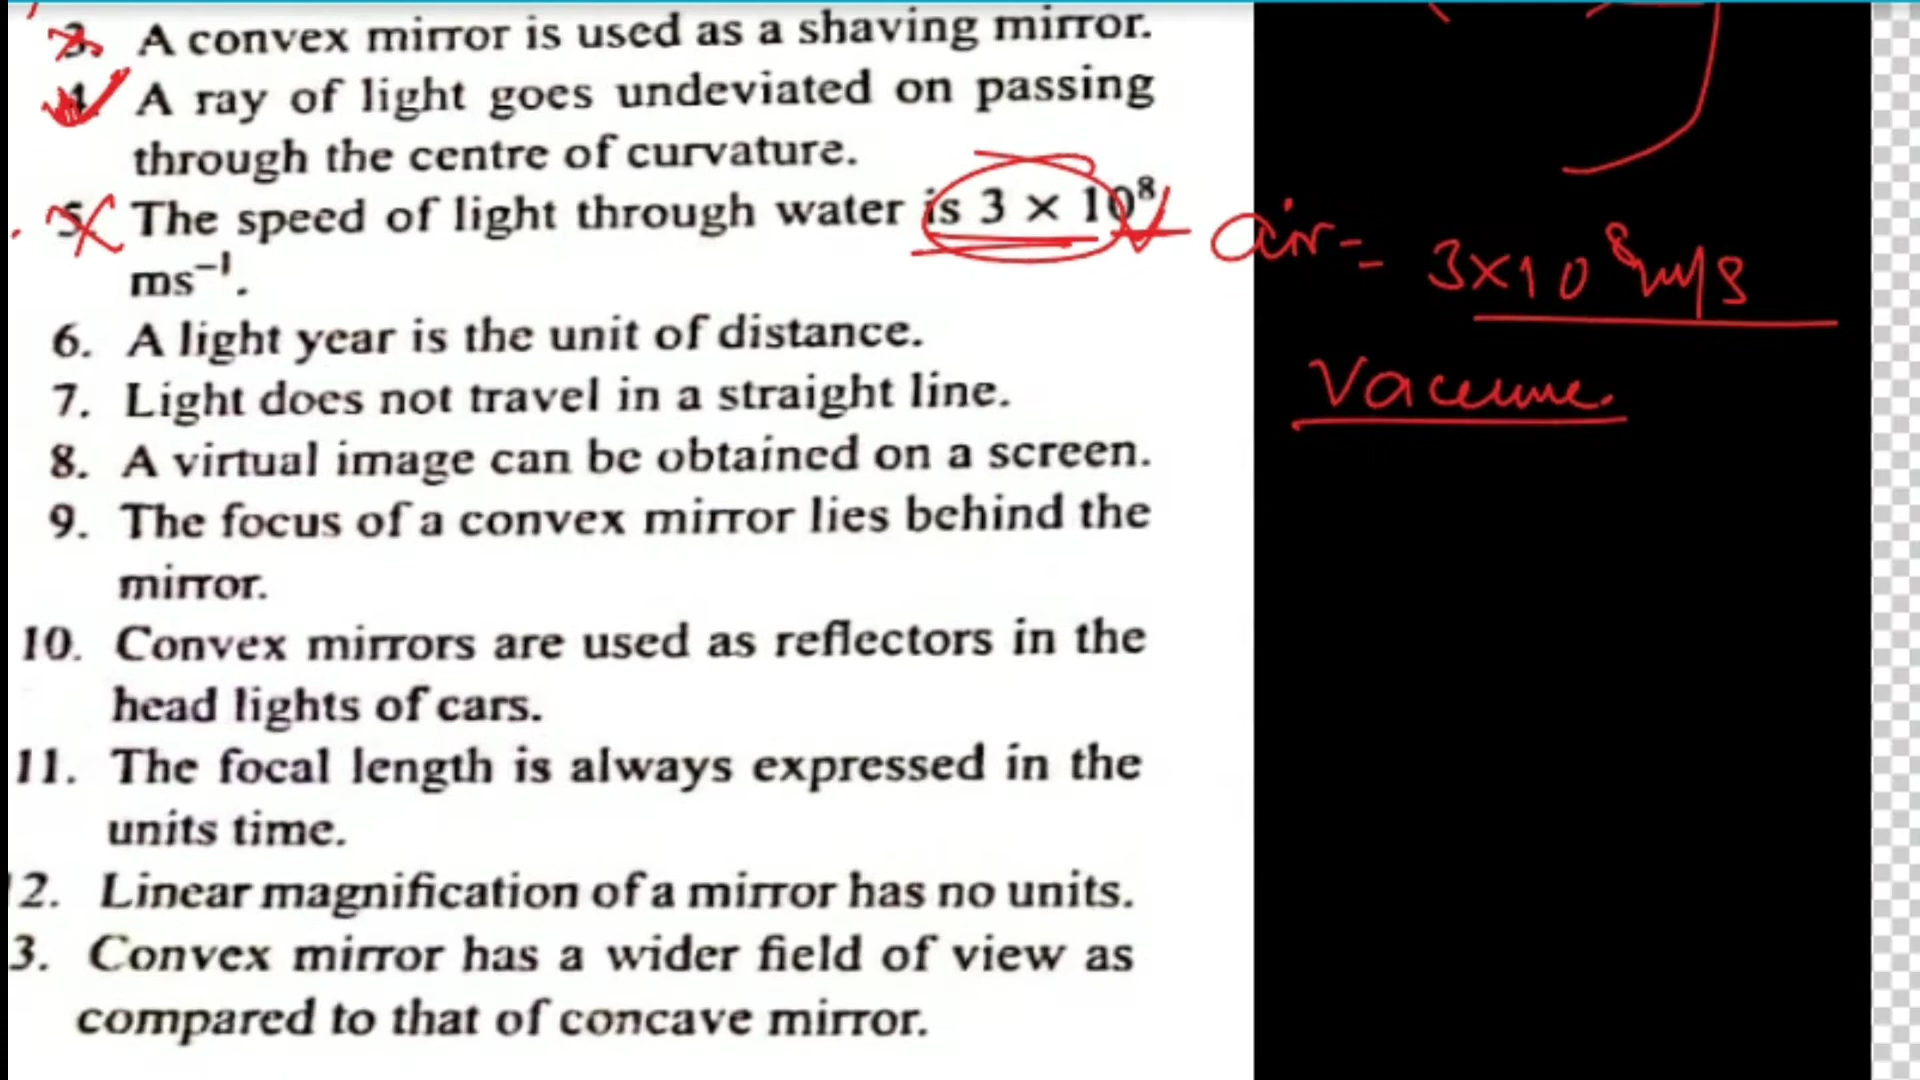 3. A convex mirror is used as a shaving mirror.
4. A ray of light goes undeviated on passing
through the centre of curvature.
5. The speed of light through water is 3 × 10⁸
ms⁻¹.
air = 3×10⁸ m/s
Vaceume.
6. A light year is the unit of distance.
7. Light does not travel in a straight line.
8. A virtual image can be obtained on a screen.
9. The focus of a convex mirror lies behind the
mirror.
10. Convex mirrors are used as reflectors in the
head lights of cars.
11. The focal length is always expressed in the
units time.
12. Linear magnification of a mirror has no units.
3. Convex mirror has a wider field of view as
compared to that of concave mirror.